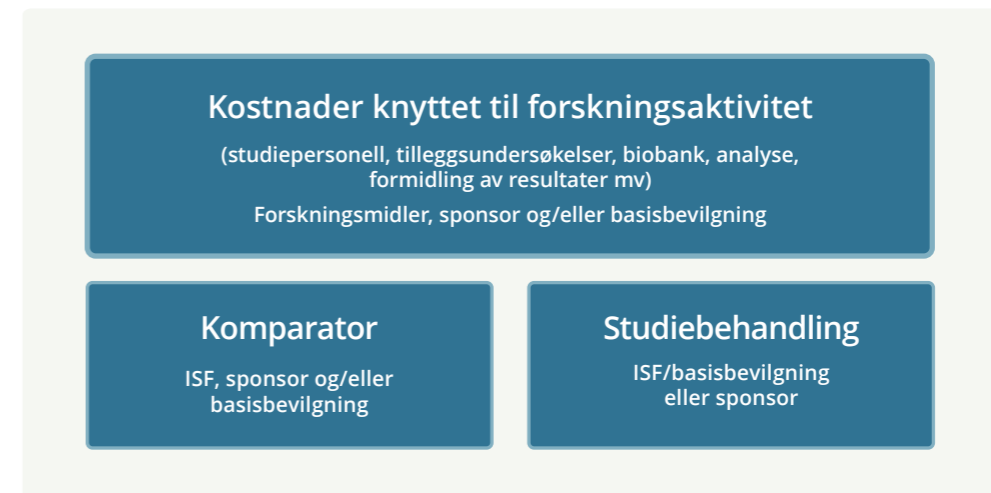 Kostnader knyttet til forskningsaktivitet
(studiepersonell, tilleggsundersøkelser, biobank, analyse,
formidling av resultater mv)
Forskningsmidler, sponsor og/eller basisbevilgning
Komparator
ISF, sponsor og/eller
basisbevilgning
Studiebehandling
ISF/basisbevilgning
eller sponsor